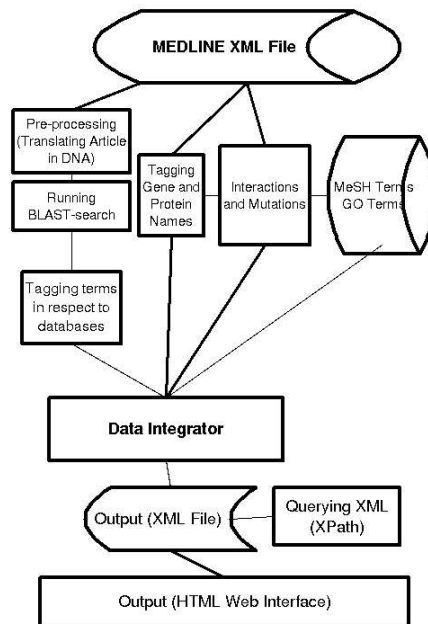 MEDLINE XML File
Pre-processing
(Translating Article
in DNA)
Running
BLAST-search
Tagging terms
in respect to
databases
Tagging
Gene and
Protein
Names
Interactions
and Mutations
MeSH Terms
GO Terms
Data Integrator
Output (XML File)
Querying XML
(XPath)
Output (HTML Web Interface)